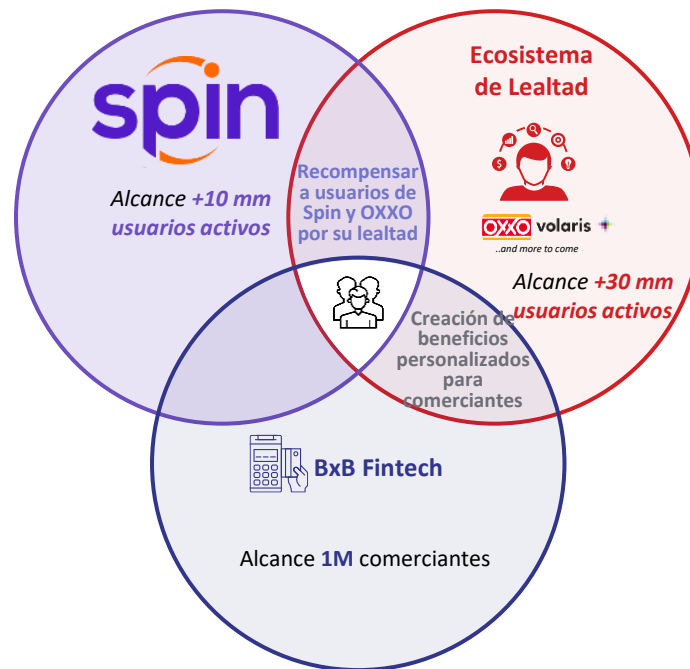 spin
Alcance +10 mm
usuarios activos
Ecosistema
de Lealtad
$
OXXO volaris
..and more to come
Alcance +30 mm
usuarios activos
Recompensar
a usuarios de
Spin y OXXO
por su lealtad
Creación de
beneficios
personalizados
para
comerciantes
BxB Fintech
Alcance 1M comerciantes